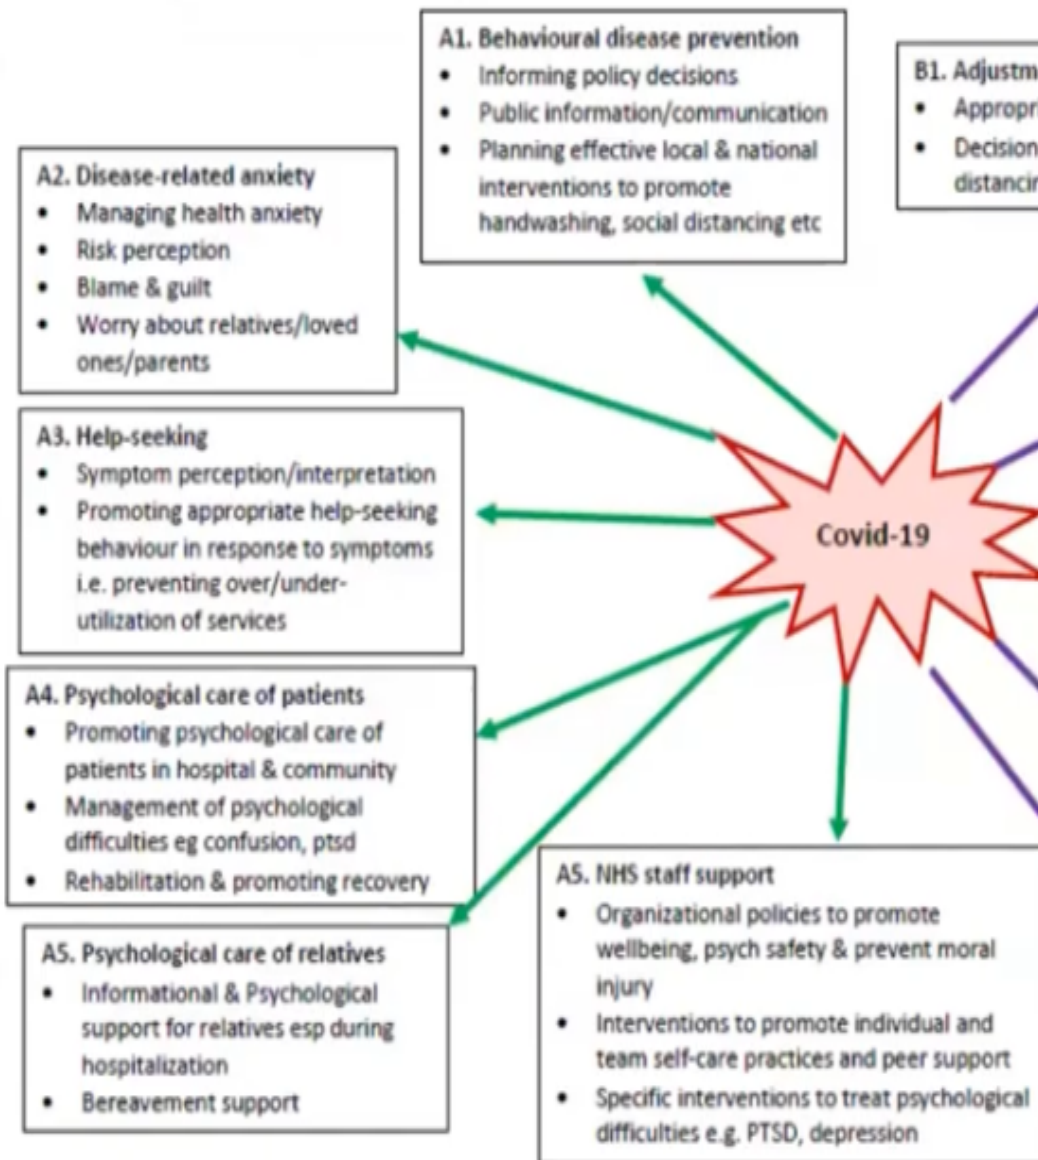 A1. Behavioural disease prevention
• Informing policy decisions
• Public information/communication
• Planning effective local & national
interventions to promote
handwashing, social distancing etc
B1.
A2. Disease-related anxiety
• Managing health anxiety
• Risk perception
• Blame & guilt
• Worry about relatives/loved
ones/parents
A3. Help-seeking
• Symptom perception/interpretation
• Promoting appropriate help-seeking
behaviour in response to symptoms
i.e. preventing over/under-
utilization of services
Covid-19
A4. Psychological care of patients
• Promoting psychological care of
patients in hospital & community
• Management of psychological
difficulties eg confusion, ptsd
• Rehabilitation & promoting recovery
A5. Psychological care of relatives
• Informational & Psychological
support for relatives esp during
hospitalization
• Bereavement support
A5. NHS staff support
• Organizational policies to promote
wellbeing, psych safety & prevent moral
injury
• Interventions to promote individual and
team self-care practices and peer support
• Specific interventions to treat psychological
difficulties e.g. PTSD, depression